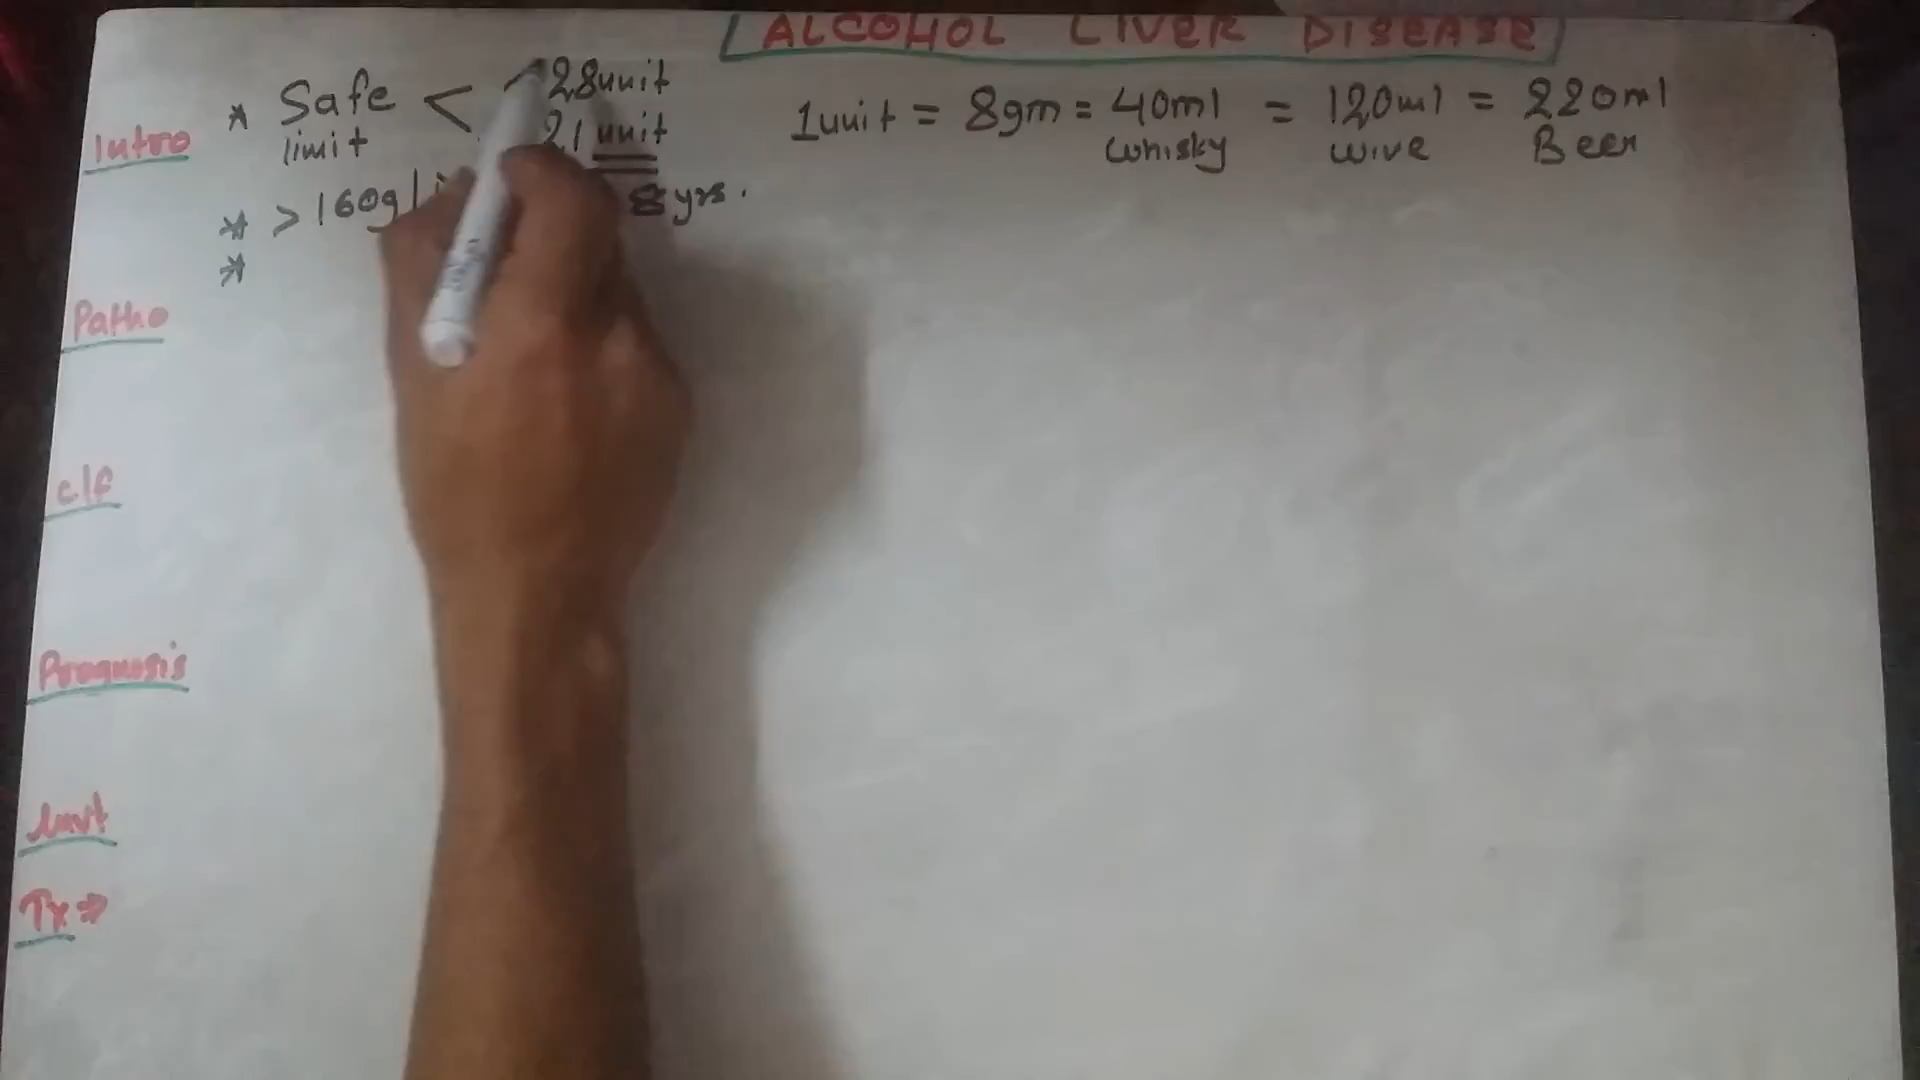 ALCOHOL LIVER DISEASE
Intro
* Safe limit < 28unit
21 unit
1unit = 8gm = 40ml whisky = 120ml wive = 220ml Beer
* >160g 8yrs.
*
Patho
c/f
Prognosis
Invt
Tx ⇒